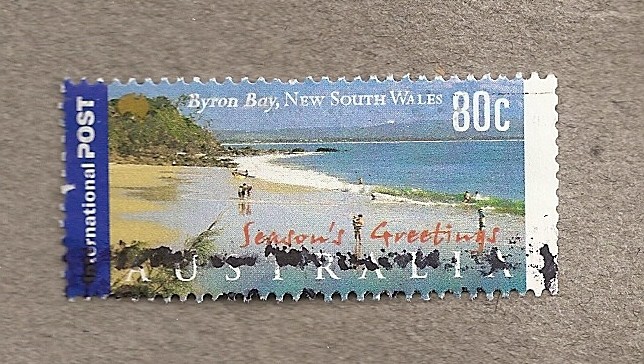 International POST
Byron Bay, NEW SOUTH WALES
80c
Season's Greetings
AUSTRALIA